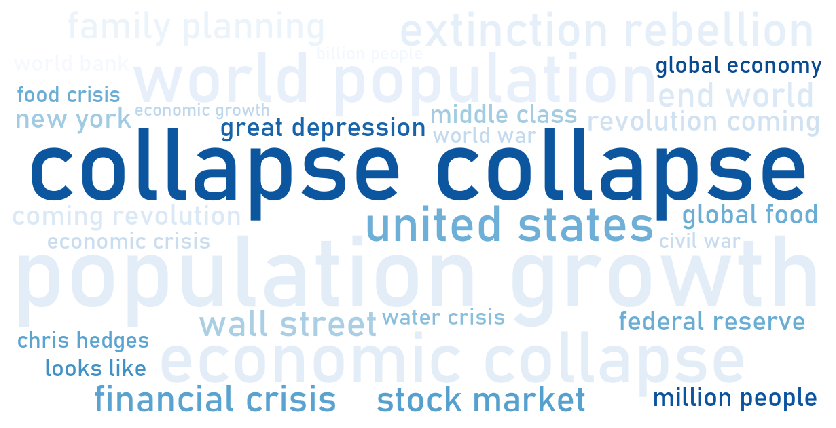 family planning
extinction rebellion
world bank
billion people
world population
global economy
food crisis
economic growth
end world
new york
great depression
middle class
revolution coming
world war
collapse collapse
coming revolution
united states
global food
economic crisis
civil war
population growth
wall street
water crisis
federal reserve
chris hedges
economic collapse
looks like
financial crisis
stock market
million people